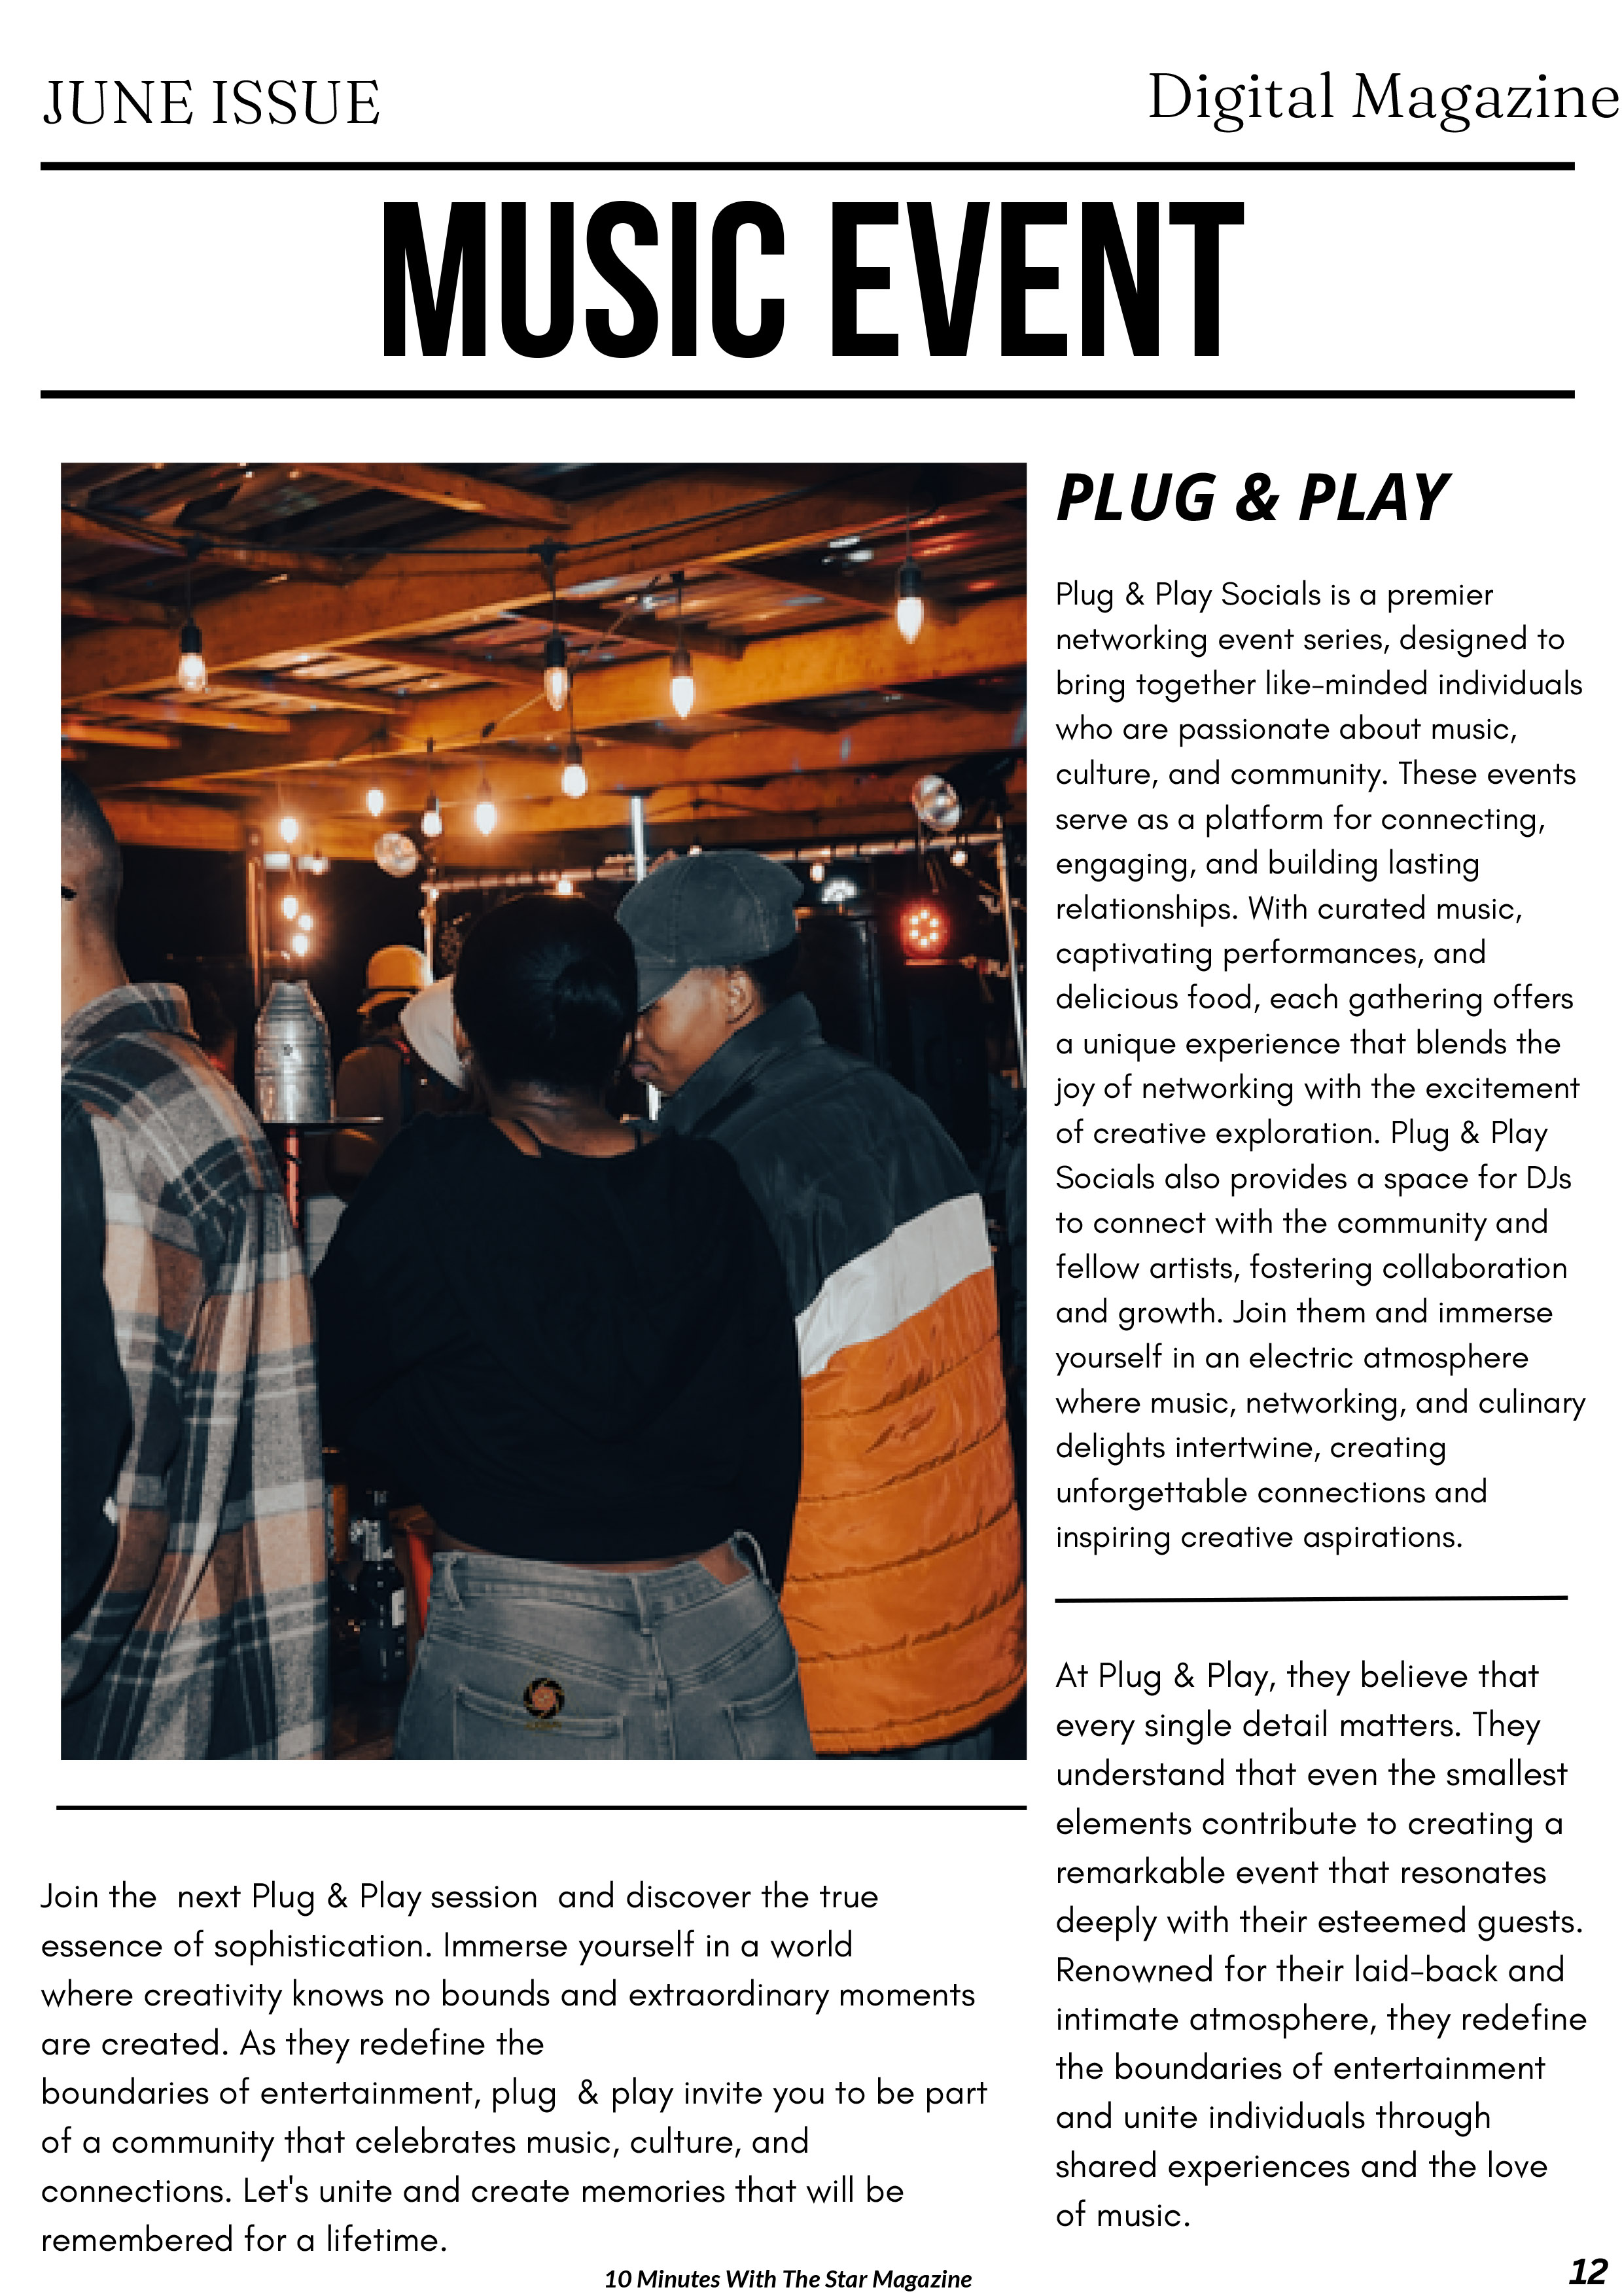 JUNE ISSUE
Digital Magazine
MUSIC EVENT
PLUG & PLAY
Plug & Play Socials is a premier
networking event series, designed to
bring together like-minded individuals
who are passionate about music,
culture, and community. These events
serve as a platform for connecting,
engaging, and building lasting
relationships. With curated music,
captivating performances, and
delicious food, each gathering offers
a unique experience that blends the
joy of networking with the excitement
of creative exploration. Plug & Play
Socials also provides a space for DJs
to connect with the community and
fellow artists, fostering collaboration
and growth. Join them and immerse
yourself in an electric atmosphere
where music, networking, and culinary
delights intertwine, creating
unforgettable connections and
inspiring creative aspirations.
At Plug & Play, they believe that
every single detail matters. They
understand that even the smallest
elements contribute to creating a
remarkable event that resonates
deeply with their esteemed guests.
Renowned for their laid-back and
intimate atmosphere, they redefine
the boundaries of entertainment
and unite individuals through
shared experiences and the love
of music.
Join the  next Plug & Play session  and discover the true
essence of sophistication. Immerse yourself in a world
where creativity knows no bounds and extraordinary moments
are created. As they redefine the
boundaries of entertainment, plug  & play invite you to be part
of a community that celebrates music, culture, and
connections. Let's unite and create memories that will be
remembered for a lifetime.
10 Minutes With The Star Magazine
12